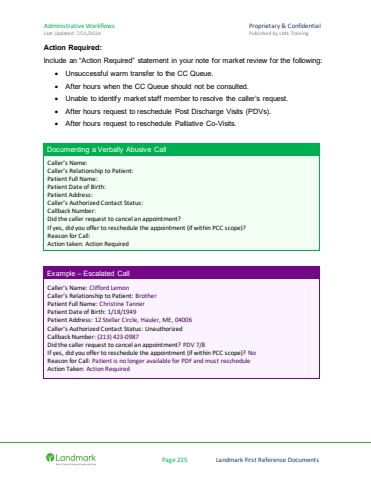 Administrative Workflows
Proprietary & Confidential
Last Updated: 7/21/2024
Published by LML Training
Action Required:
Include an "Action Required" statement in your note for market review for the following:
• Unsuccessful warm transfer to the CC Queue.
• After hours when the CC Queue should not be consulted.
• Unable to identify market staff member to resolve the caller's request.
• After hours request to reschedule Post Discharge Visits (PDVs).
• After hours request to reschedule Palliative Co-Visits.
Documenting a Verbally Abusive Call
Caller's Name:
Caller's Relationship to Patient:
Patient Full Name:
Patient Date of Birth:
Patient Address:
Caller's Authorized Contact Status:
Callback Number:
Did the caller request to cancel an appointment?
If yes, did you offer to reschedule the appointment (if within PCC scope)?
Reason for Call:
Action taken: Action Required
Example – Escalated Call
Caller's Name: Clifford Lemon
Caller's Relationship to Patient: Brother
Patient Full Name: Christine Tanner
Patient Date of Birth: 1/18/1949
Patient Address: 12 Stellar Circle, Hauler, ME, 04006
Caller's Authorized Contact Status: Unauthorized
Callback Number: (213) 423-0987
Did the caller request to cancel an appointment? PDV 7/8
If yes, did you offer to reschedule the appointment (if within PCC scope)? No
Reason for Call: Patient is no longer available for PDF and must reschedule
Action Taken: Action Required
Landmark
Page 225
Landmark First Reference Documents